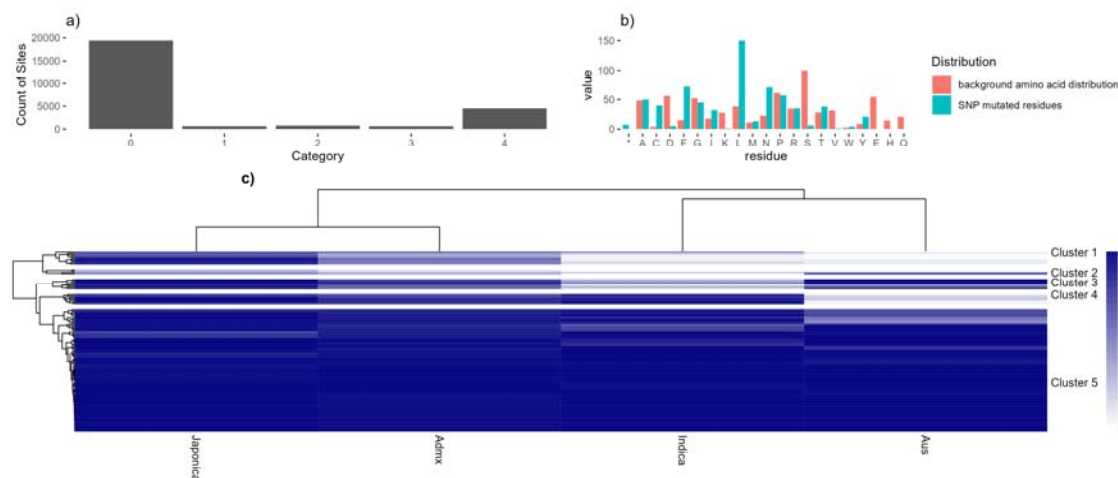 a)
Count of Sites
20000
15000
10000
5000
0
0 1 2 3 4
Category
b)
value
150
100
50
0
* A C D F G I K L M N P R S T V W Y E H Q
residue
Distribution
background amino acid distribution
SNP mutated residues
c)
Cluster 1
Cluster 2
Cluster 3
Cluster 4
Cluster 5
Japonica
Admx
Indica
Aus